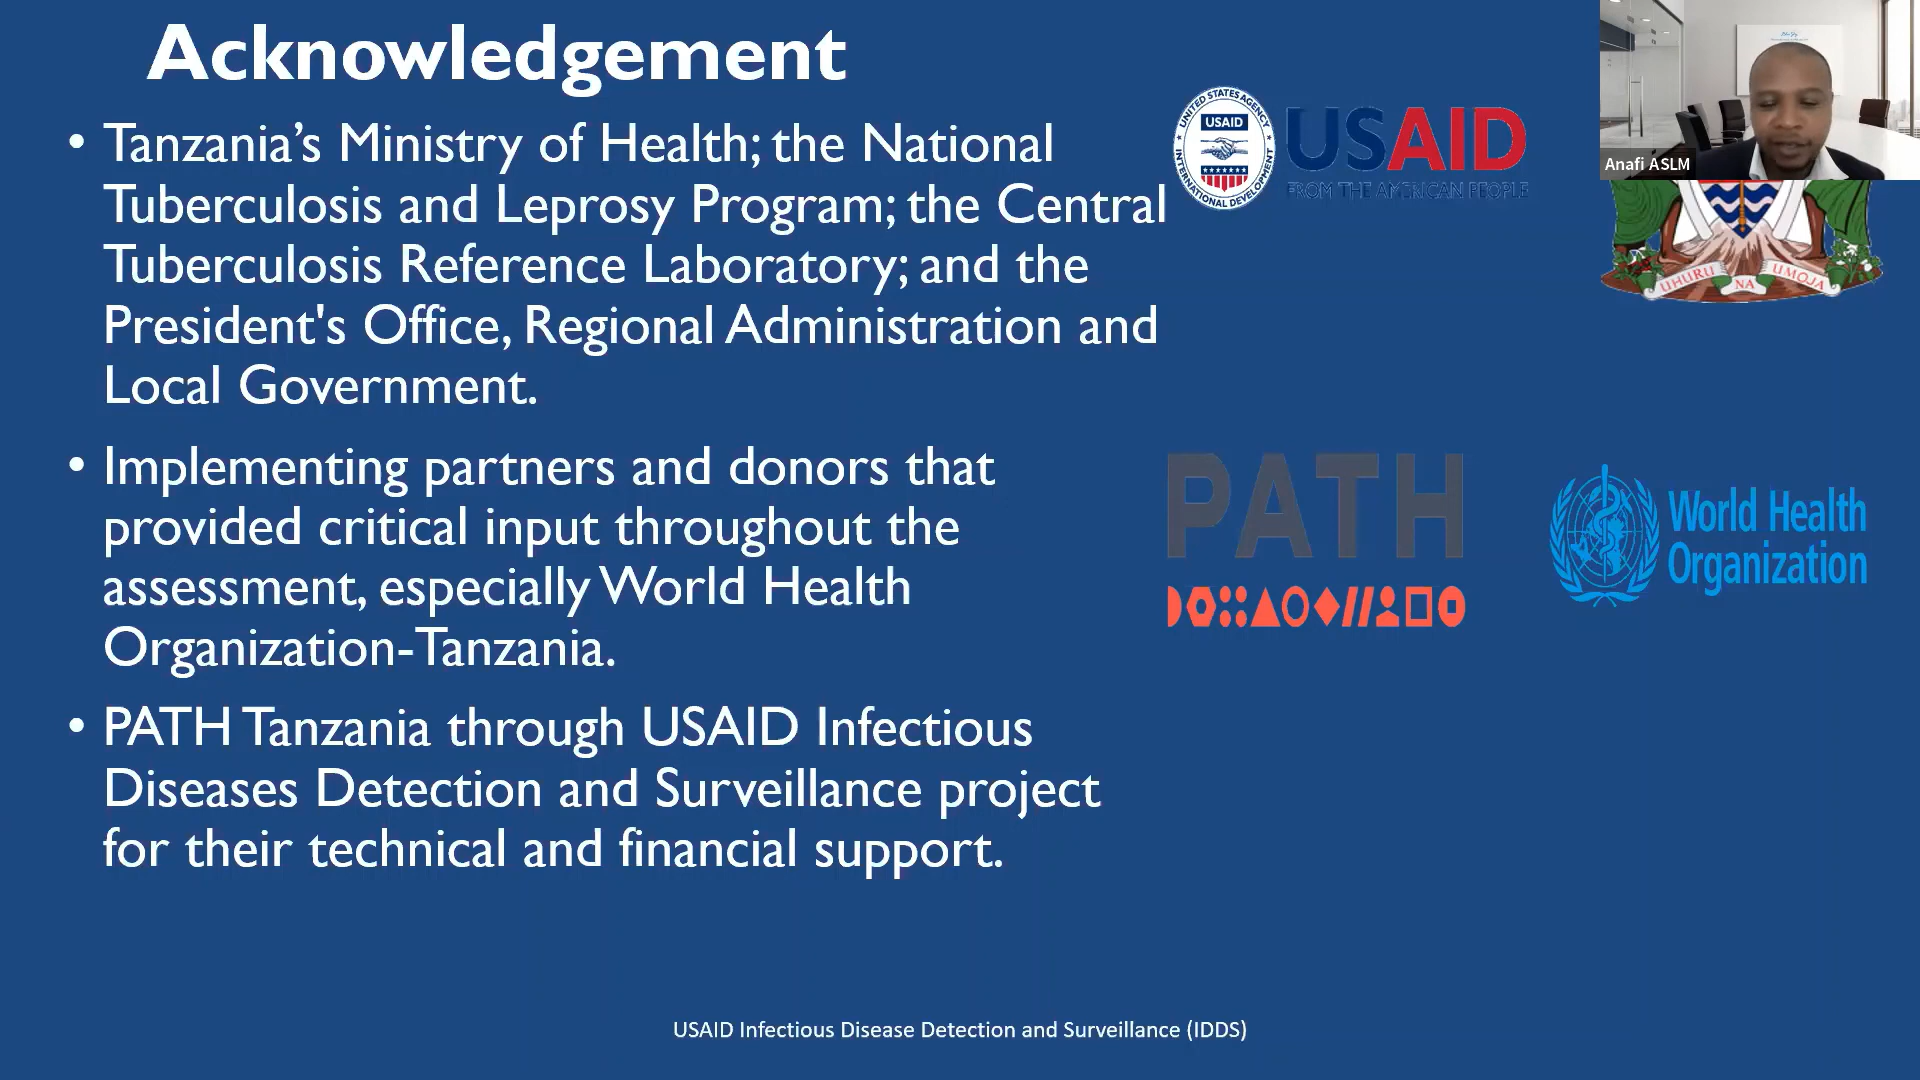 Acknowledgement
• Tanzania’s Ministry of Health; the National
Tuberculosis and Leprosy Program; the Central
Tuberculosis Reference Laboratory; and the
President's Office, Regional Administration and
Local Government.
• Implementing partners and donors that
provided critical input throughout the
assessment, especially World Health
Organization-Tanzania.
• PATH Tanzania through USAID Infectious
Diseases Detection and Surveillance project
for their technical and financial support.
UNITED STATES AGENCY
USAID
INTERNATIONAL DEVELOPMENT
USAID
FROM THE AMERICAN PEOPLE
Anafi ASLM
UHURU NA UMOJA
PATH
World Health
Organization
USAID Infectious Disease Detection and Surveillance (IDDS)